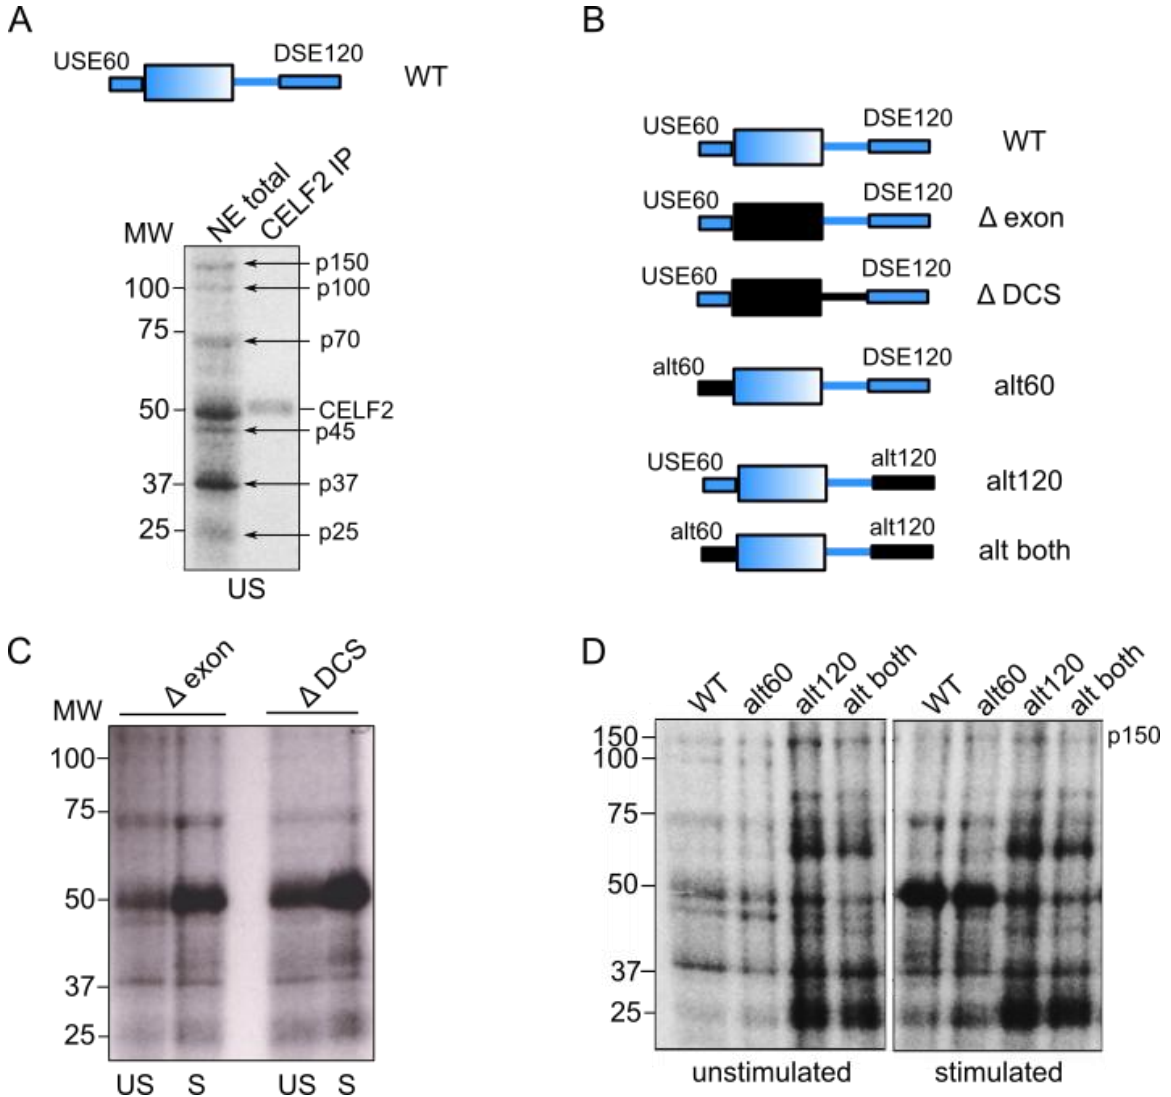 A
USE60
DSE120
WT
NE total
CELF2 IP
MW
100
75
50
37
25
p150
p100
p70
CELF2
p45
p37
p25
US
B
USE60
DSE120
WT
USE60
DSE120
Δ exon
USE60
DSE120
Δ DCS
alt60
DSE120
alt60
USE60
alt120
alt120
alt60
alt120
alt both
C
Δ exon
Δ DCS
MW
100
75
50
37
25
US S US S
D
WT alt60 alt120 alt both WT alt60 alt120 alt both
150
100
75
50
37
25
p150
unstimulated stimulated